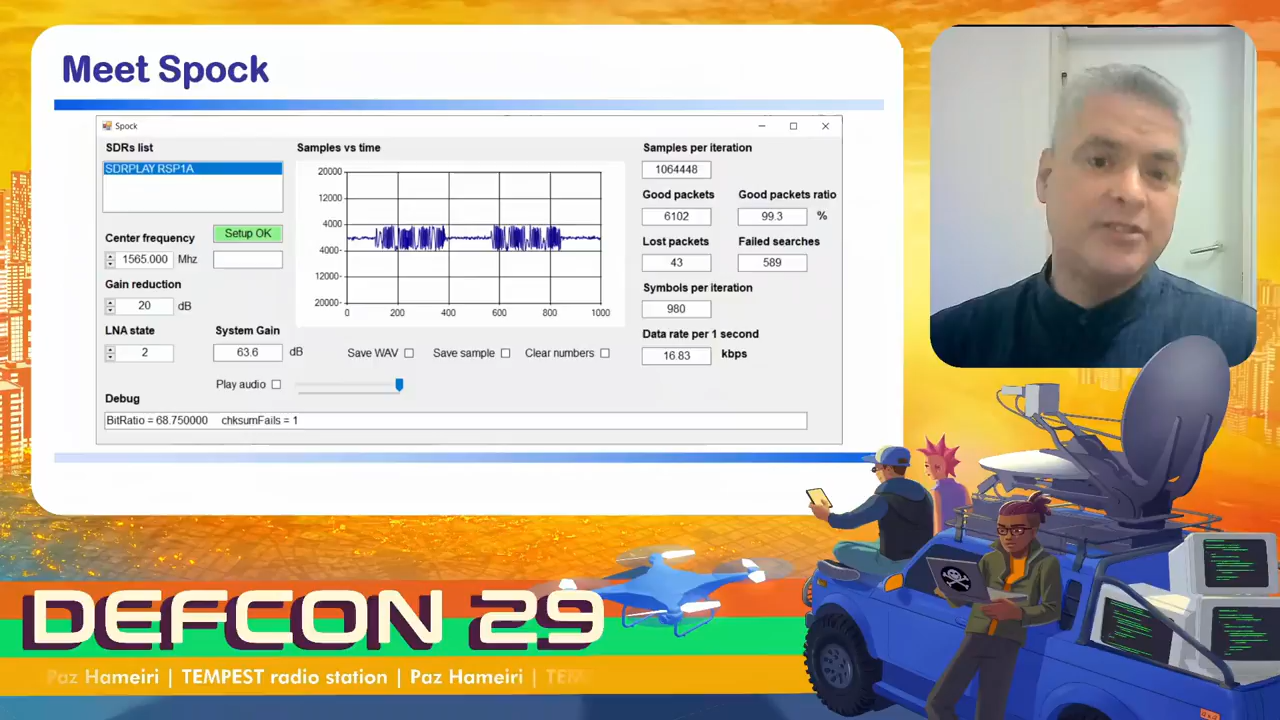 Meet Spock
Spock
SDRs list
SDRPLAY RSP1A
Center frequency
Setup OK
1565.000 Mhz
Gain reduction
20 dB
LNA state
System Gain
2
63.6 dB
Samples vs time
20000
12000
4000
4000-
12000-
20000-
0 200 400 600 800 1000
Save WAV
Save sample
Clear numbers
Play audio
Samples per iteration
1064448
Good packets
Good packets ratio
6102
99.3 %
Lost packets
Failed searches
43
589
Symbols per iteration
980
Data rate per 1 second
16.83 kbps
Debug
BitRatio = 68.750000 chksumFails = 1
DEFCON 29
Paz Hameiri | TEMPEST radio station | Paz Hameiri | TEM